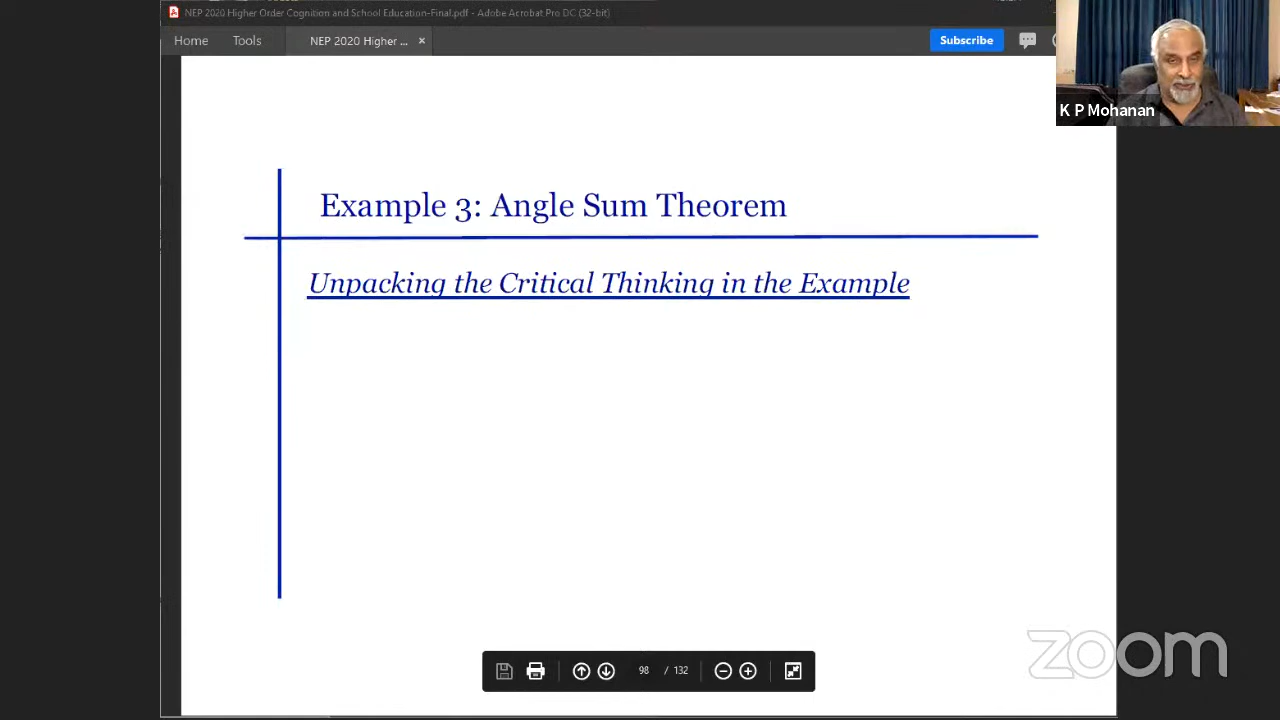 NEP 2020 Higher Order Cognition and School Education-Final.pdf - Adobe Acrobat Pro DC (32-bit)
Home Tools NEP 2020 Higher ... × Subscribe
K P Mohanan
Example 3: Angle Sum Theorem
Unpacking the Critical Thinking in the Example
98 / 132
zoom